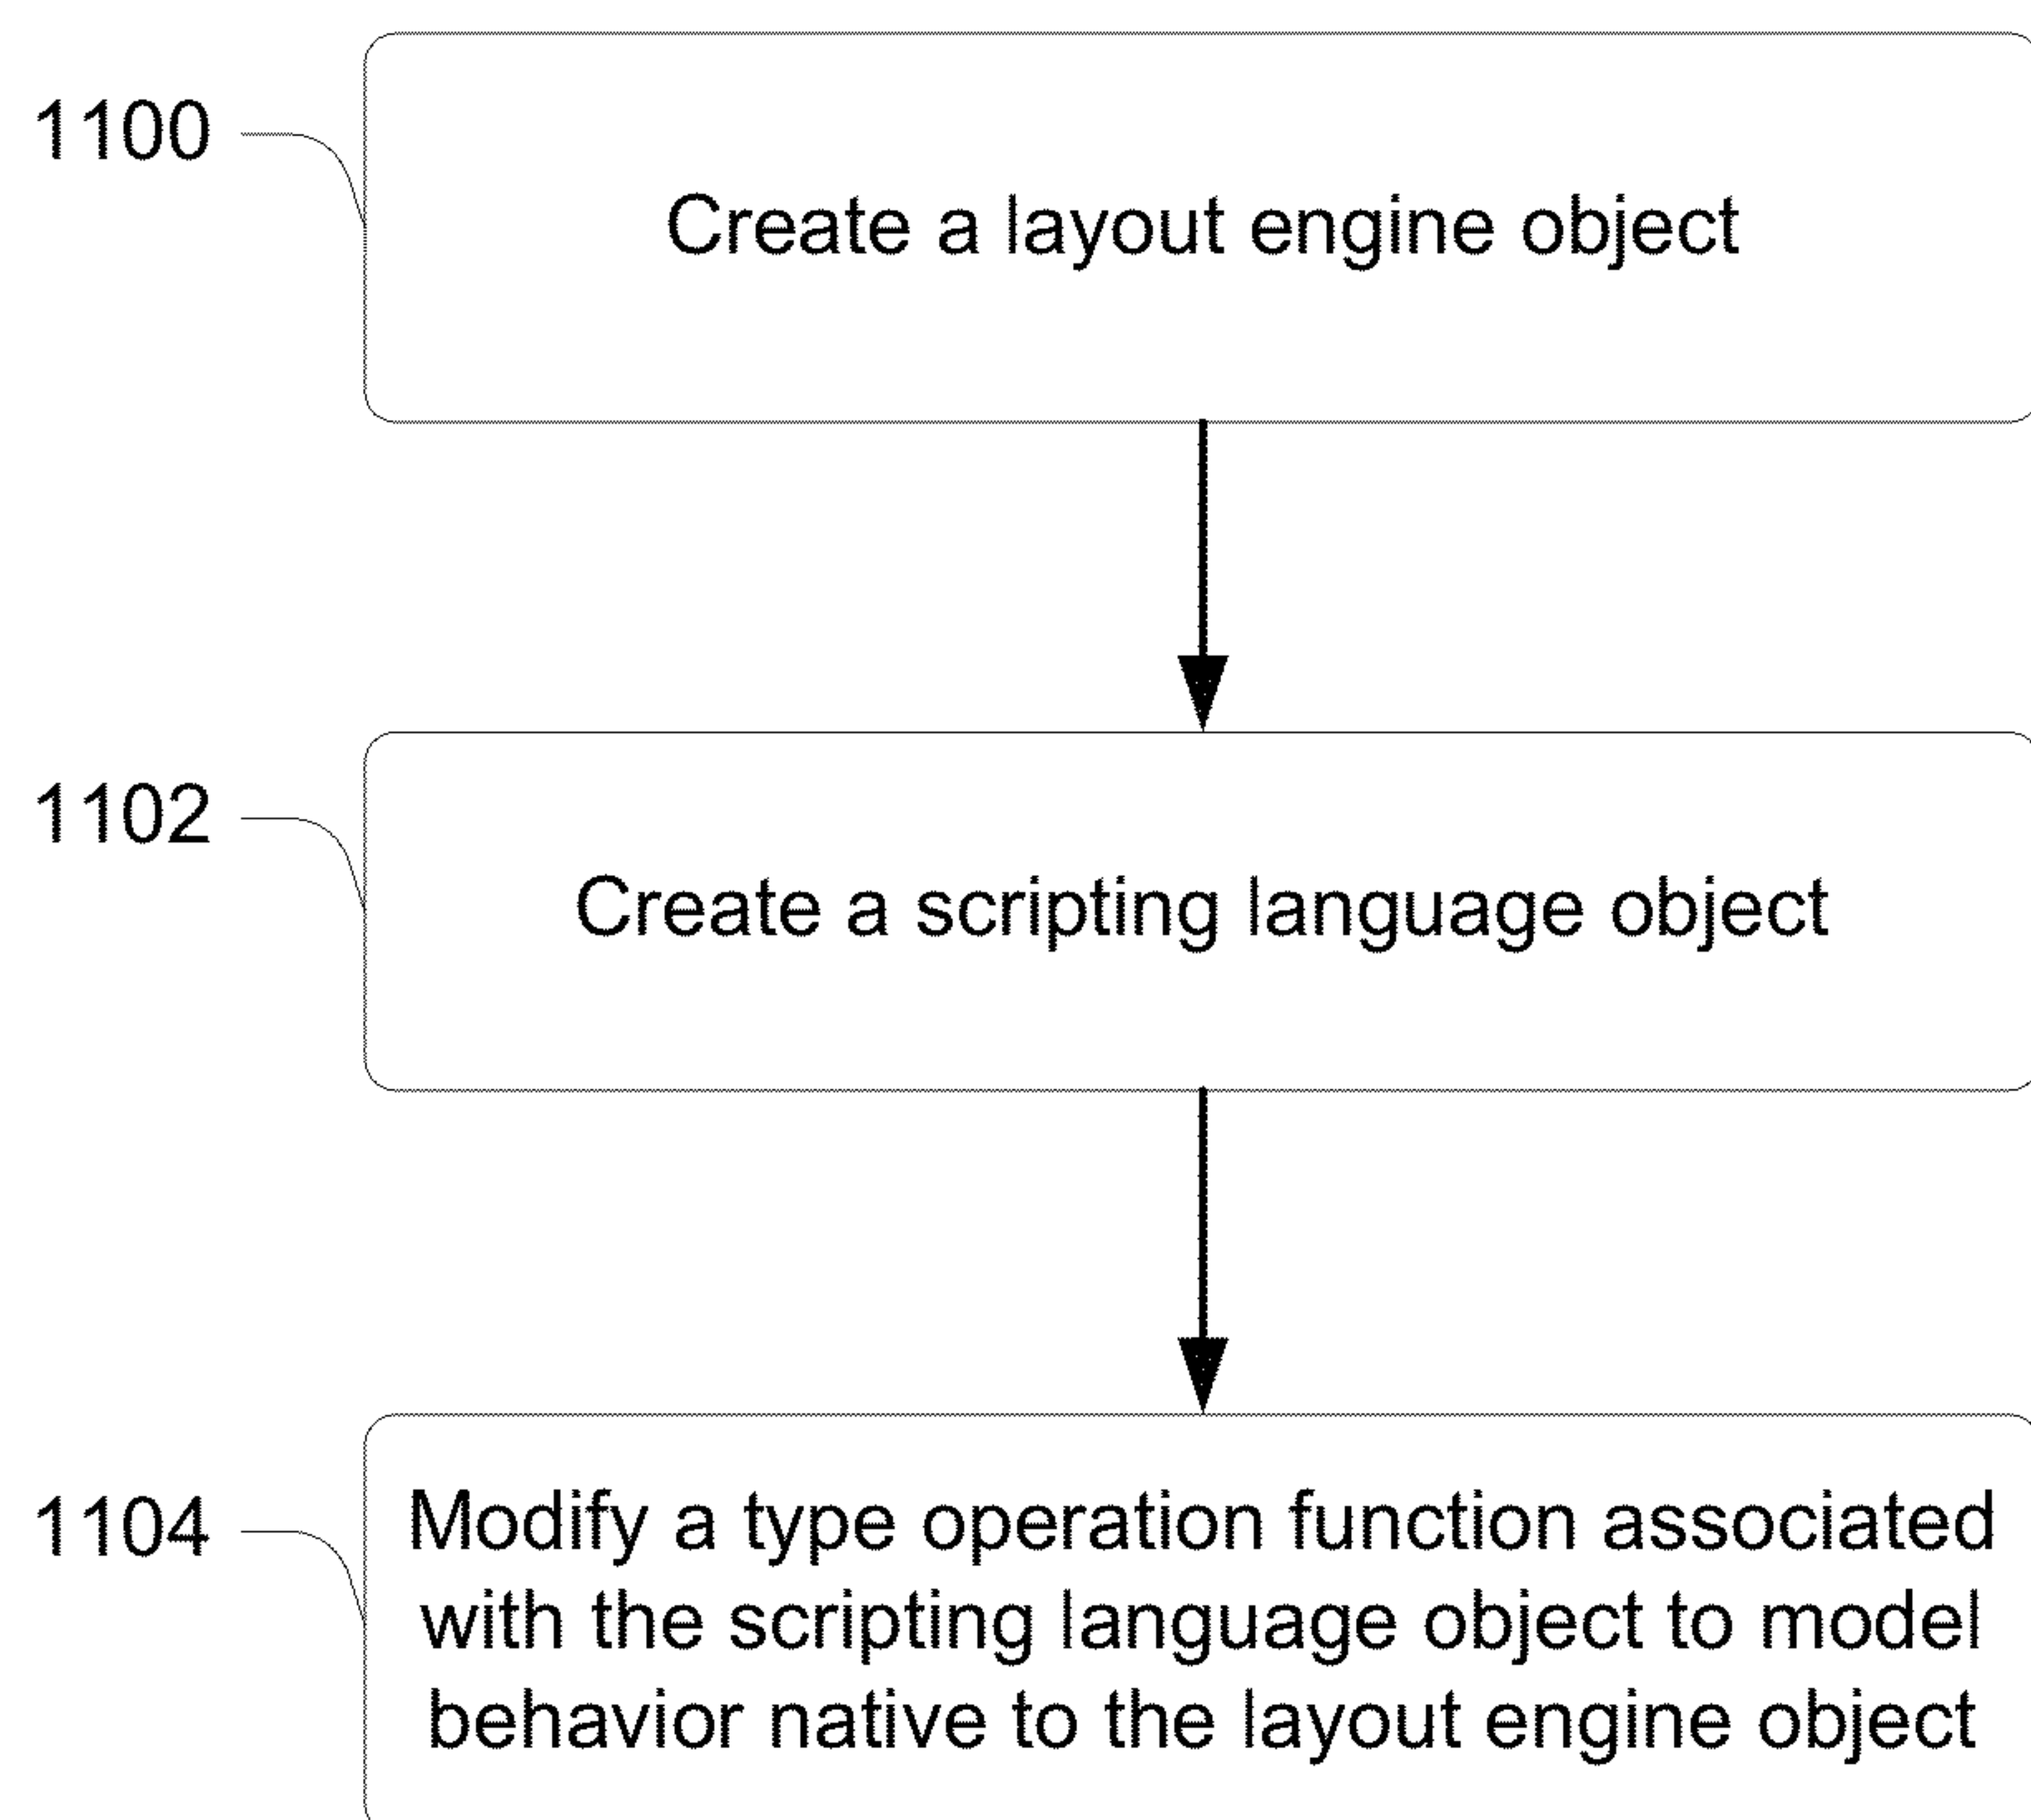 1100
Create a layout engine object
1102
Create a scripting language object
1104
Modify a type operation function associated
with the scripting language object to model
behavior native to the layout engine object